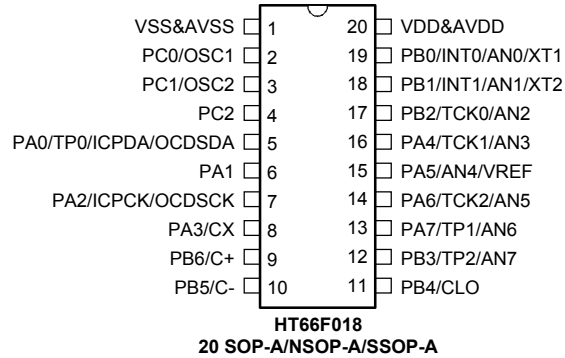 VSS&AVSS 1 20 VDD&AVDD
PC0/OSC1 2 19 PB0/INT0/AN0/XT1
PC1/OSC2 3 18 PB1/INT1/AN1/XT2
PC2 4 17 PB2/TCK0/AN2
PA0/TP0/ICPDA/OCDSDA 5 16 PA4/TCK1/AN3
PA1 6 15 PA5/AN4/VREF
PA2/ICPCK/OCDSCK 7 14 PA6/TCK2/AN5
PA3/CX 8 13 PA7/TP1/AN6
PB6/C+ 9 12 PB3/TP2/AN7
PB5/C- 10 11 PB4/CLO
HT66F018
20 SOP-A/NSOP-A/SSOP-A